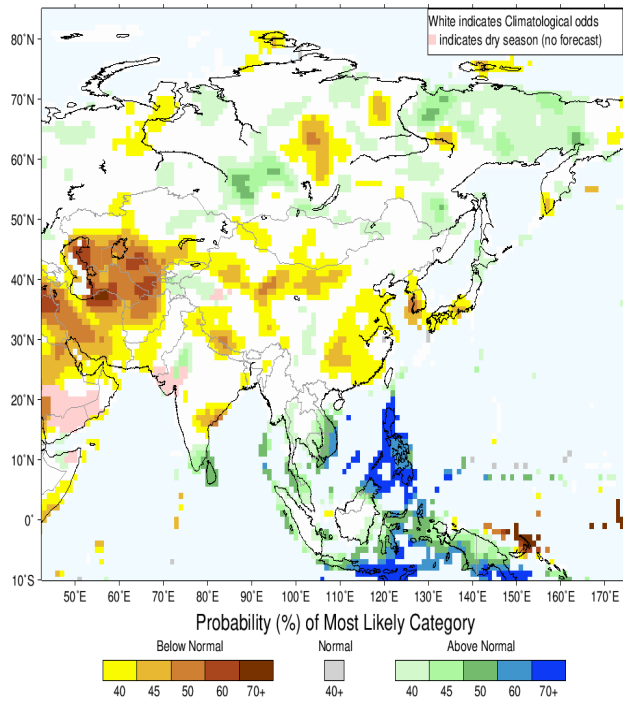 White indicates Climatological odds
indicates dry season (no forecast)
80˚N
70˚N
60˚N
50˚N
40˚N
30˚N
20˚N
10˚N
0˚
10˚S
50˚E 60˚E 70˚E 80˚E 90˚E 100˚E 110˚E 120˚E 130˚E 140˚E 150˚E 160˚E 170˚E
Probability (%) of Most Likely Category
Below Normal Normal Above Normal
40 45 50 60 70+ 40+ 40 45 50 60 70+